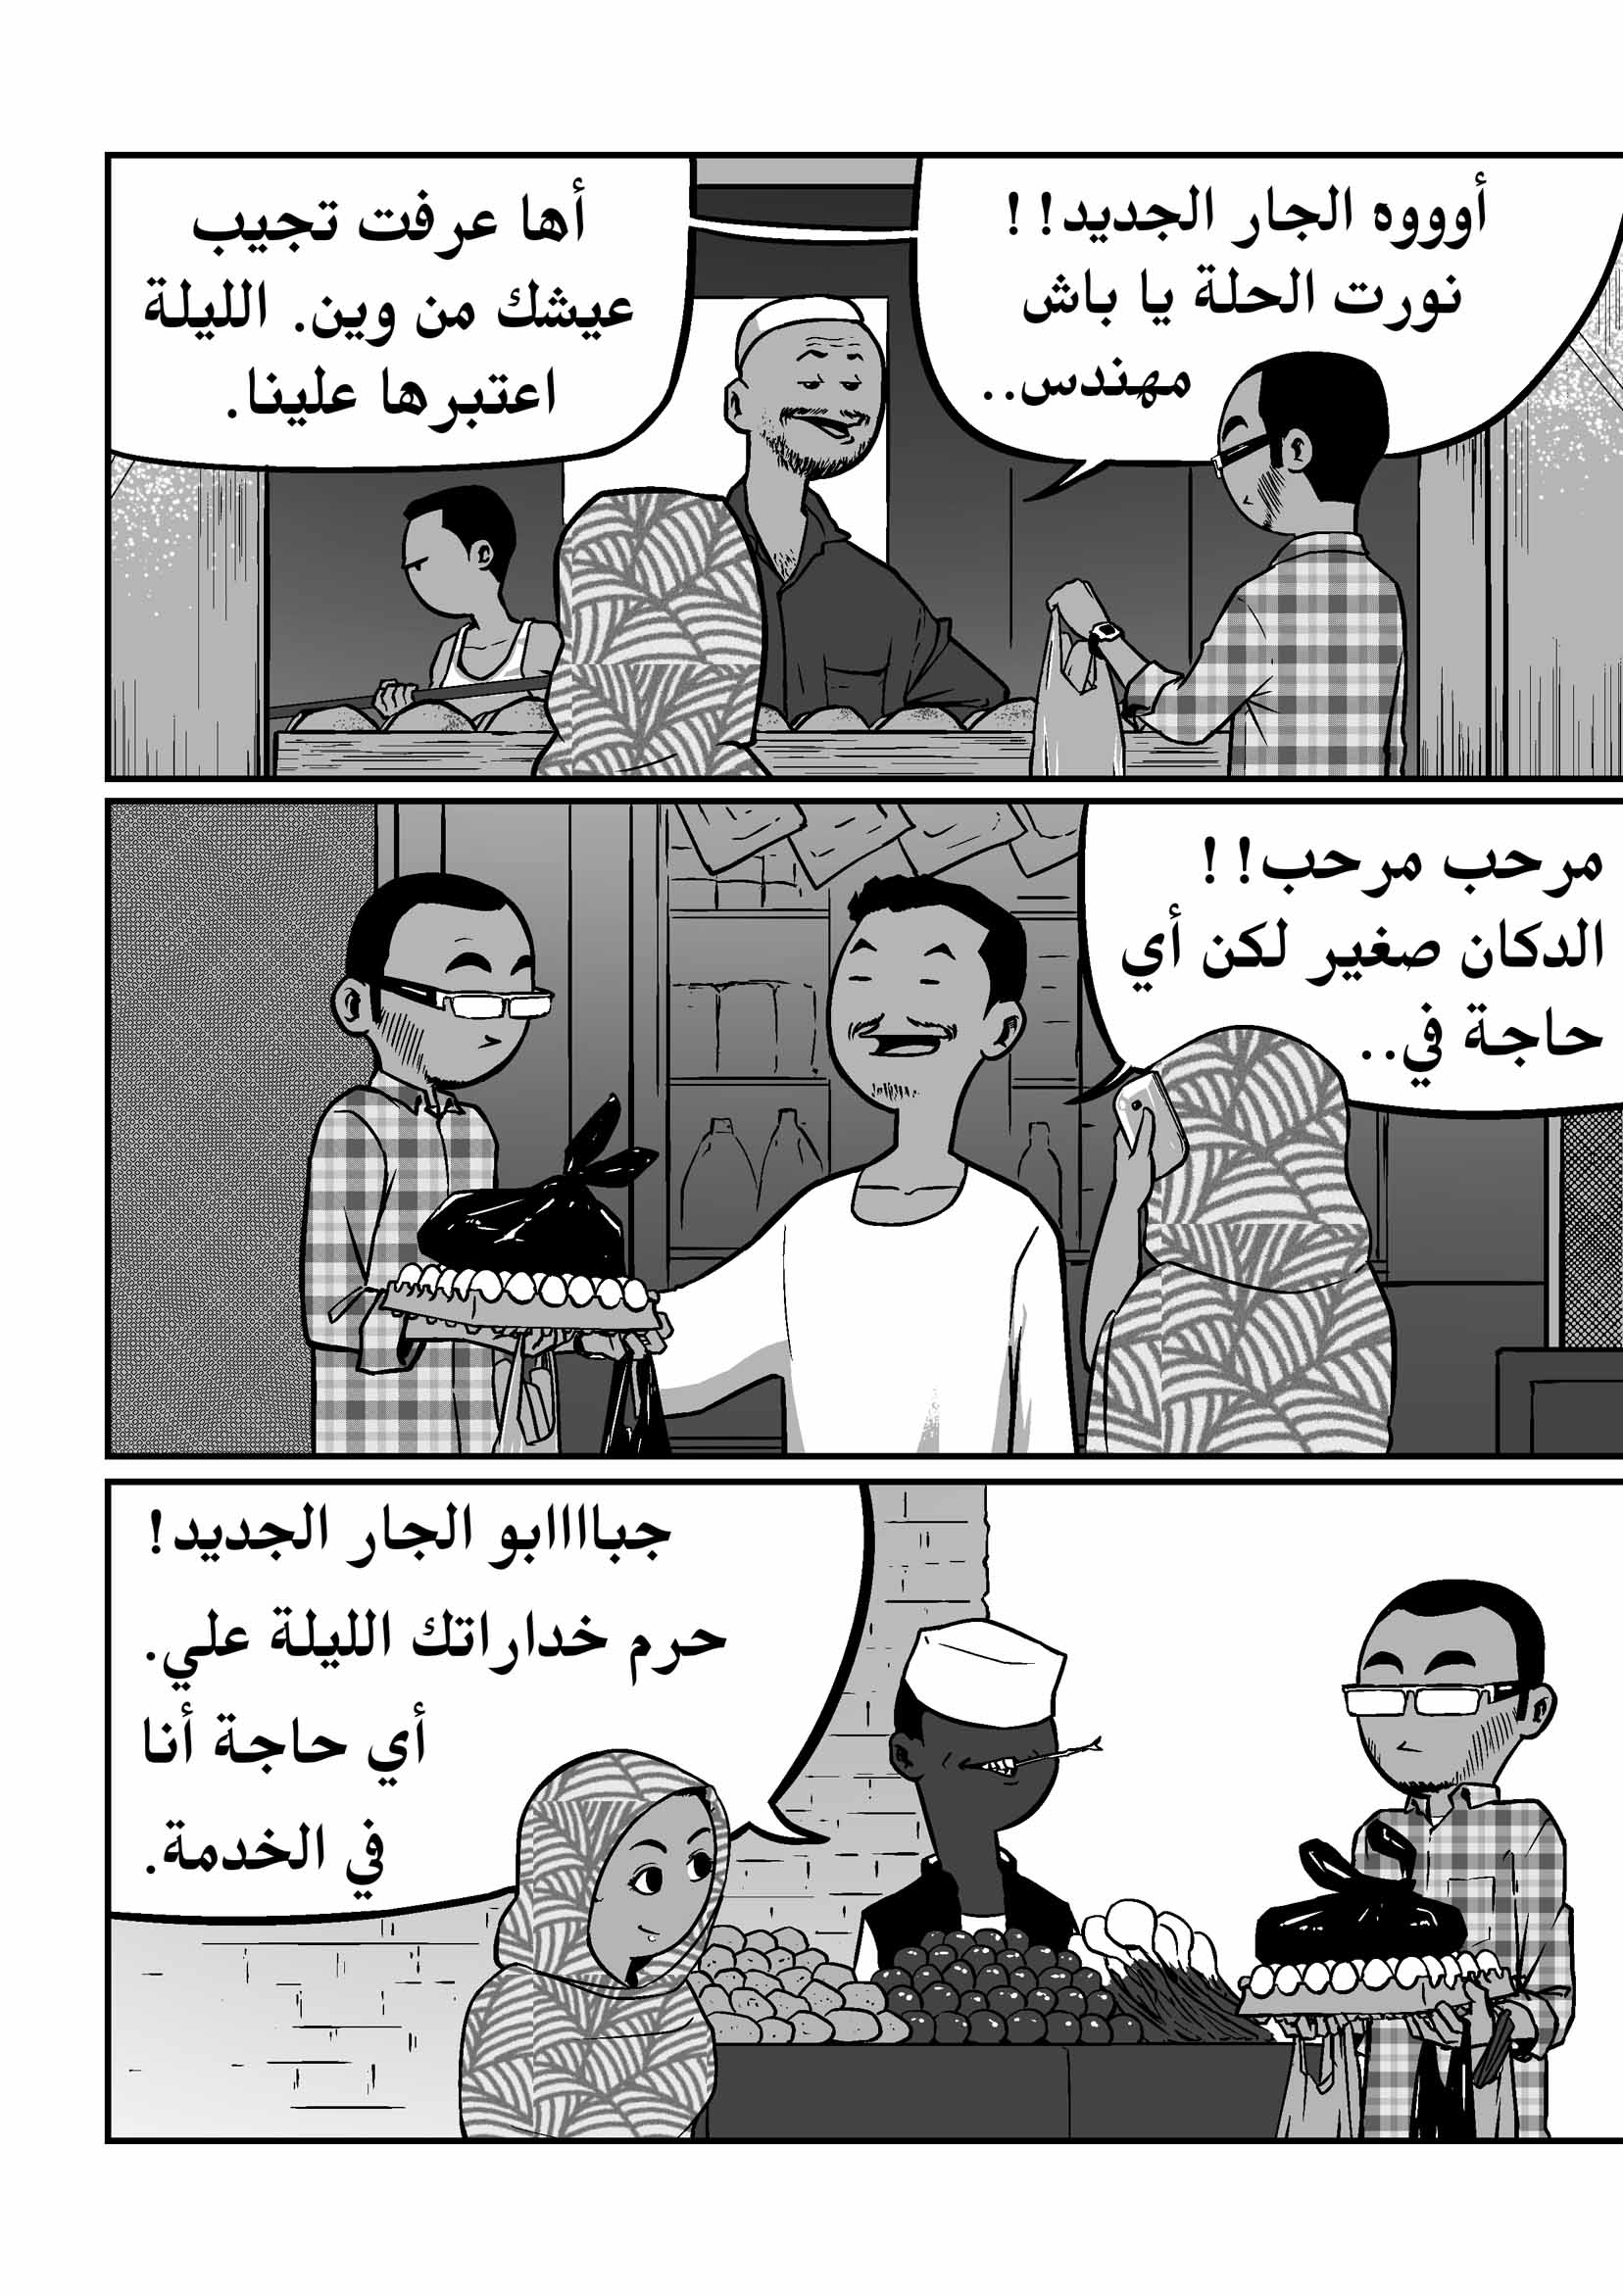 أوووه الجار الجديد!!
نورت الحلة يا باش
مهندس..
أها عرفت تجيب
عيشك من وين. الليلة
اعتبرها علينا.
مرحب مرحب!!
الدكان صغير لكن أي
حاجة في..
جباااابو الجار الجديد!
حرم خداراتك الليلة علي.
أي حاجة أنا
في الخدمة.